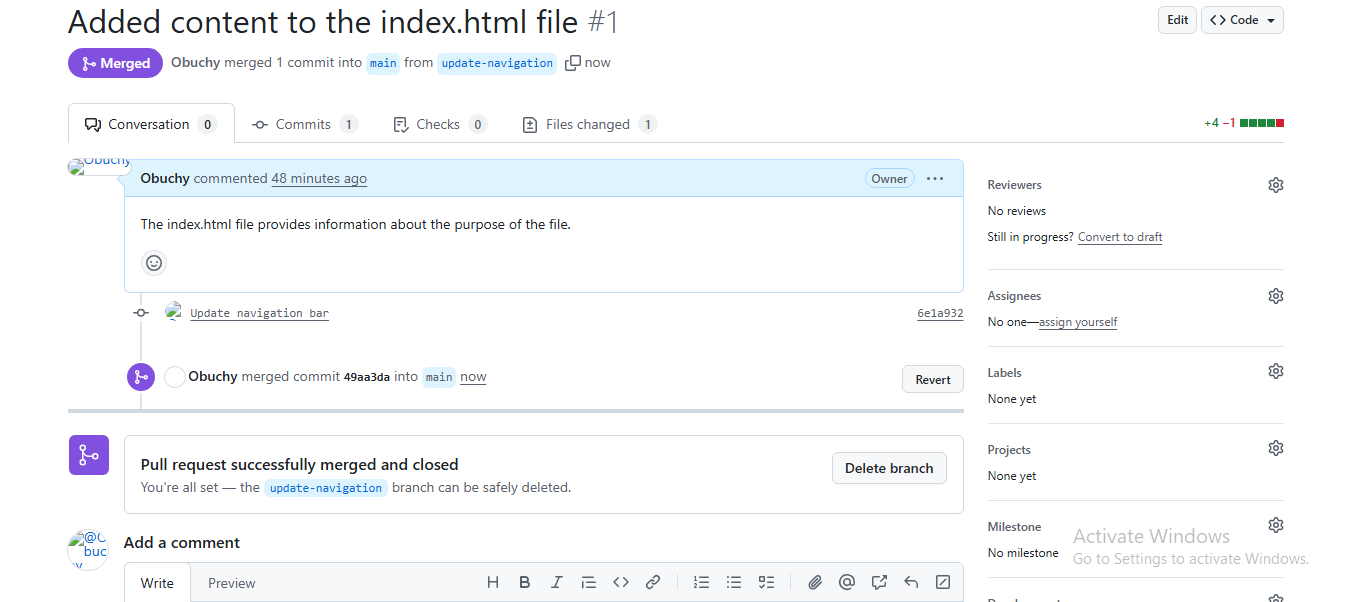 Added content to the index.html file #1
Edit
Code
Merged
Obuchy merged 1 commit into main from update-navigation now
Conversation 0
Commits 1
Checks 0
Files changed 1
+4 −1
Obuchy
Obuchy commented 48 minutes ago
Owner
The index.html file provides information about the purpose of the file.
Update navigation bar
6e1a932
Obuchy merged commit 49aa3da into main now
Revert
Pull request successfully merged and closed
You're all set — the update-navigation branch can be safely deleted.
Delete branch
Add a comment
Write
Preview
Reviewers
No reviews
Still in progress? Convert to draft
Assignees
No one—assign yourself
Labels
None yet
Projects
None yet
Milestone
No milestone
Activate Windows
Go to Settings to activate Windows.